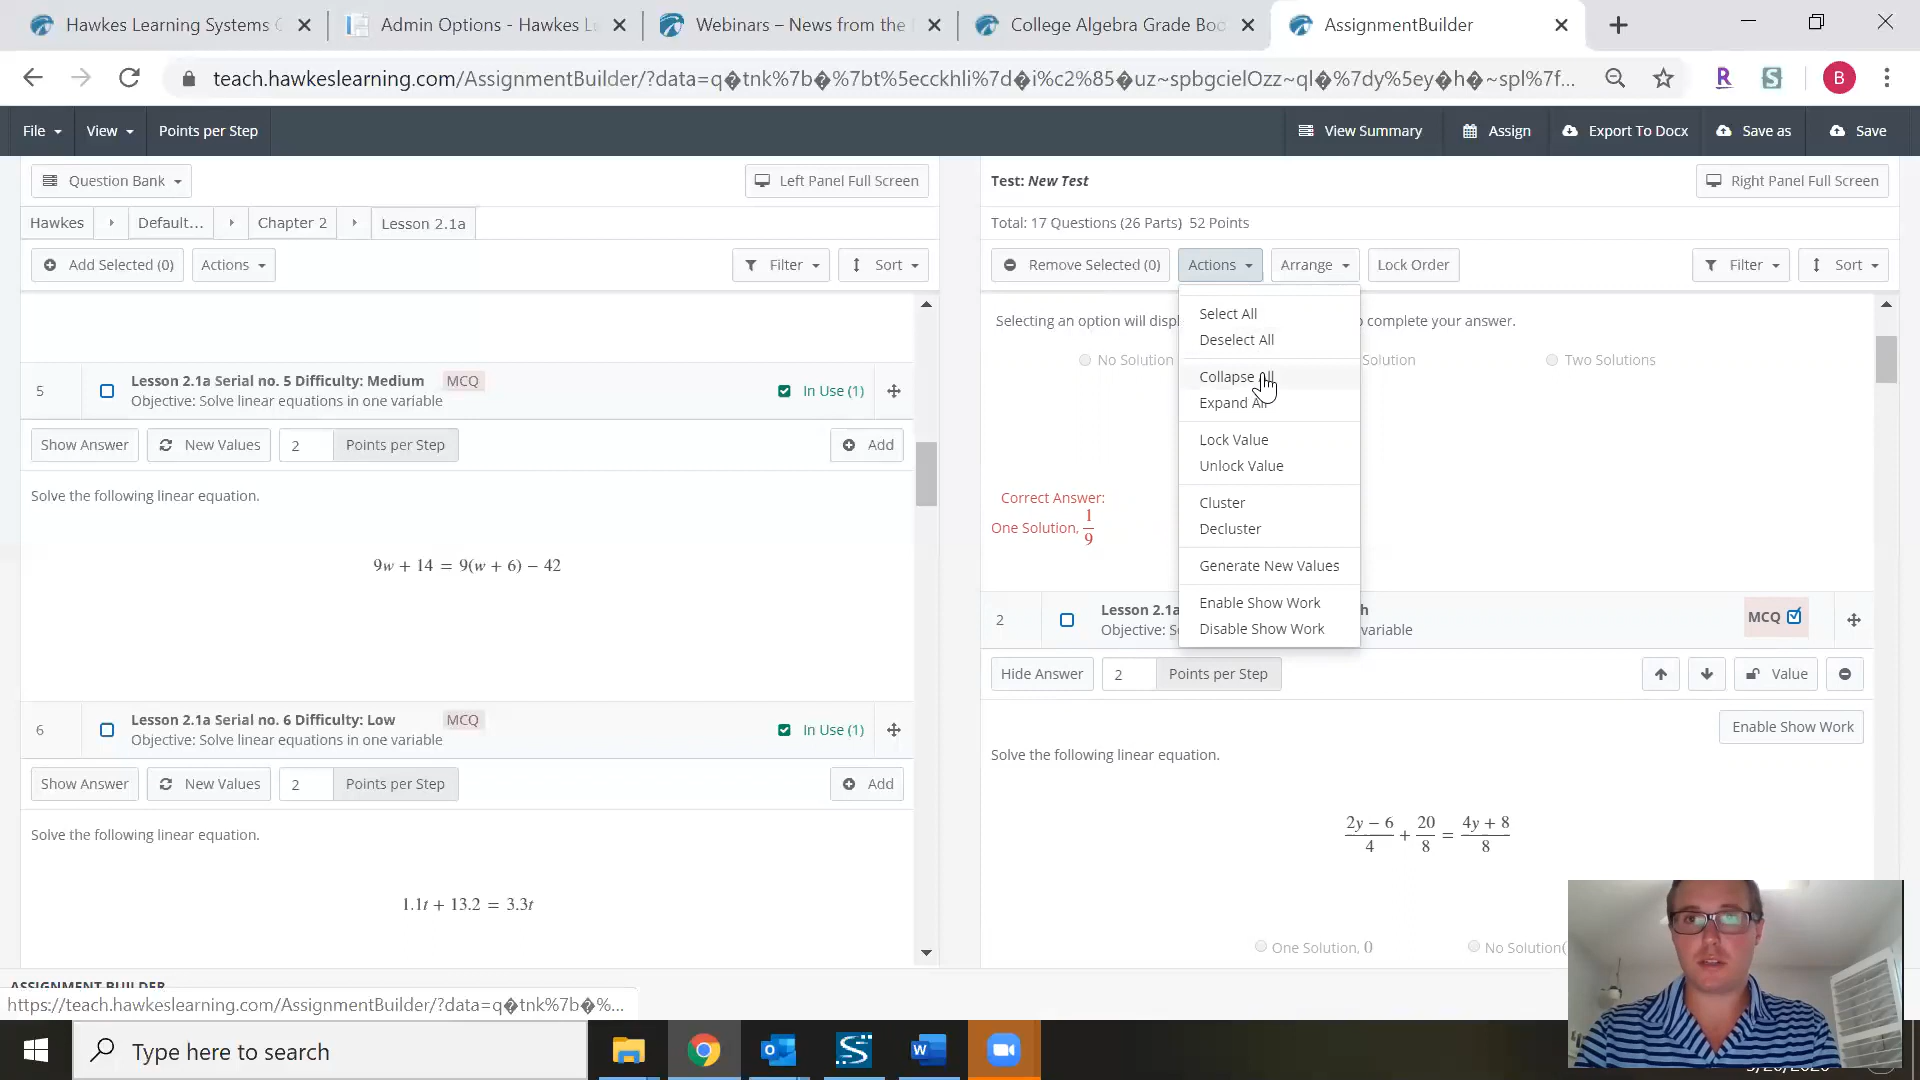 Hawkes Learning Systems
Admin Options - Hawkes L
Webinars – News from the
College Algebra Grade Boo
AssignmentBuilder
teach.hawkeslearning.com/AssignmentBuilder/?data=q�tnk%7b�%7bt%5ecckhli%7d�i%c2%85�uz~spbgcielOzz~ql�%7dy%5ey�h�~spl%7f...
B
File
View
Points per Step
View Summary
Assign
Export To Docx
Save as
Save
Question Bank
Left Panel Full Screen
Hawkes
Default...
Chapter 2
Lesson 2.1a
Add Selected (0)
Actions
Filter
Sort
5
Lesson 2.1a Serial no. 5 Difficulty: Medium MCQ
Objective: Solve linear equations in one variable
In Use (1)
Show Answer
New Values
2
Points per Step
Add
Solve the following linear equation.
9w + 14 = 9(w + 6) − 42
6
Lesson 2.1a Serial no. 6 Difficulty: Low MCQ
Objective: Solve linear equations in one variable
In Use (1)
Show Answer
New Values
2
Points per Step
Add
Solve the following linear equation.
1.1t + 13.2 = 3.3t
Test: New Test
Right Panel Full Screen
Total: 17 Questions (26 Parts) 52 Points
Remove Selected (0)
Actions
Arrange
Lock Order
Filter
Sort
Selecting an option will disp
complete your answer.
No Solution
Solution
Two Solutions
Select All
Deselect All
Collapse All
Expand All
Lock Value
Unlock Value
Cluster
Decluster
Generate New Values
Enable Show Work
Disable Show Work
Correct Answer:
One Solution, 1/9
2
Lesson 2.1a
Objective:
variable
MCQ
Hide Answer
2
Points per Step
Value
Enable Show Work
Solve the following linear equation.
2y − 6/4 + 20/8 = 4y + 8/8
One Solution, 0
No Solution
ASSIGNMENT BUILDER
https://teach.hawkeslearning.com/AssignmentBuilder/?data=q�tnk%7b�%...
Type here to search